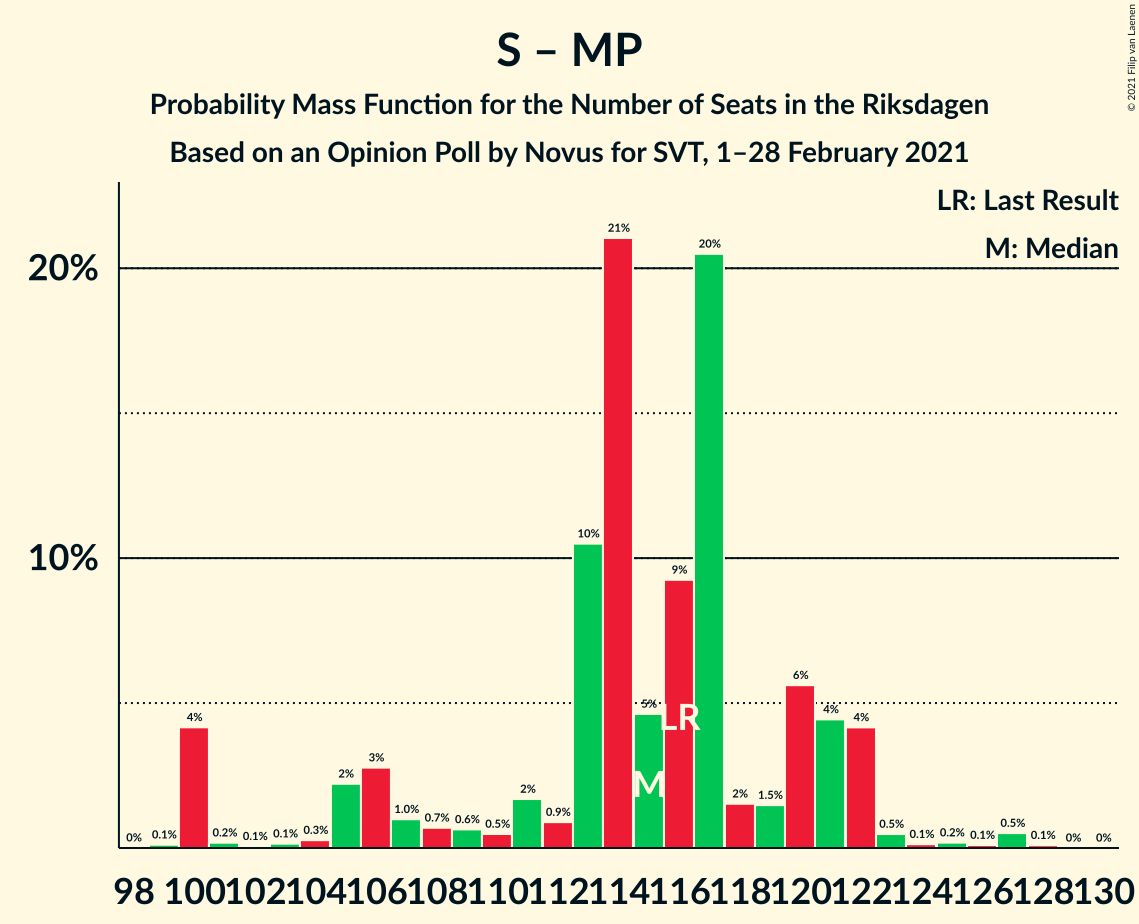 © 2021 Filip van Laenen
S – MP
Probability Mass Function for the Number of Seats in the Riksdagen
Based on an Opinion Poll by Novus for SVT, 1–28 February 2021
LR: Last Result
M: Median
20%
10%
0% 0.1% 4% 0.2% 0.1% 0.1% 0.3% 2% 3% 1.0% 0.7% 0.6% 0.5% 2% 0.9% 10% 21% 5% 9% 20% 2% 1.5% 6% 4% 4% 0.5% 0.1% 0.2% 0.1% 0.5% 0.1% 0% 0%
LR
M
98 100 102 104 106 108 110 112 114 116 118 120 122 124 126 128 130